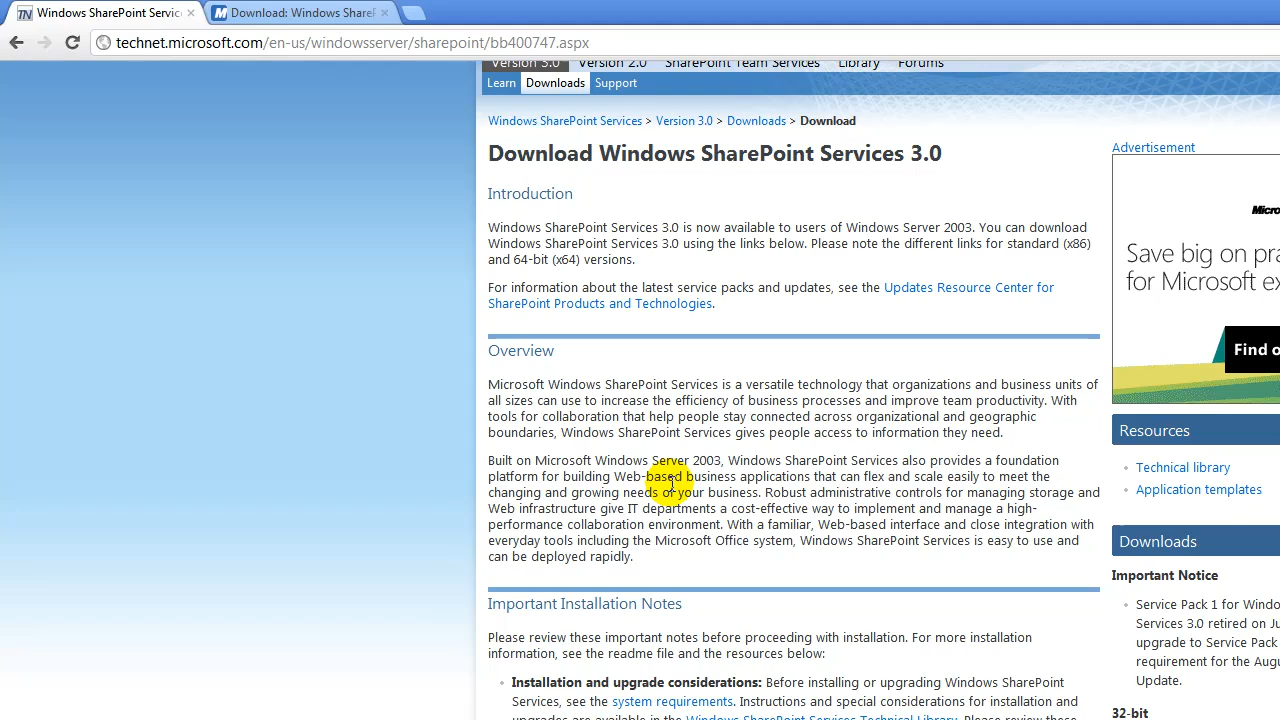 Windows SharePoint Servic
Download: Windows ShareP
technet.microsoft.com/en-us/windowsserver/sharepoint/bb400747.aspx
Version 3.0 Version 2.0 SharePoint Team Services Library Forums
Learn Downloads Support
Windows SharePoint Services > Version 3.0 > Downloads > Download
Download Windows SharePoint Services 3.0
Introduction
Windows SharePoint Services 3.0 is now available to users of Windows Server 2003. You can download
Windows SharePoint Services 3.0 using the links below. Please note the different links for standard (x86)
and 64-bit (x64) versions.
For information about the latest service packs and updates, see the Updates Resource Center for
SharePoint Products and Technologies.
Overview
Microsoft Windows SharePoint Services is a versatile technology that organizations and business units of
all sizes can use to increase the efficiency of business processes and improve team productivity. With
tools for collaboration that help people stay connected across organizational and geographic
boundaries, Windows SharePoint Services gives people access to information they need.
Built on Microsoft Windows Server 2003, Windows SharePoint Services also provides a foundation
platform for building Web-based business applications that can flex and scale easily to meet the
changing and growing needs of your business. Robust administrative controls for managing storage and
Web infrastructure give IT departments a cost-effective way to implement and manage a high-
performance collaboration environment. With a familiar, Web-based interface and close integration with
everyday tools including the Microsoft Office system, Windows SharePoint Services is easy to use and
can be deployed rapidly.
Important Installation Notes
Please review these important notes before proceeding with installation. For more installation
information, see the readme file and the resources below:
Installation and upgrade considerations: Before installing or upgrading Windows SharePoint
Services, see the system requirements. Instructions and special considerations for installation and
upgrades are available in the Windows SharePoint Services Technical Library. Please review these
Advertisement
Micro
Save big on pra
for Microsoft ex
Find o
Resources
Technical library
Application templates
Downloads
Important Notice
Service Pack 1 for Windo
Services 3.0 retired on Ju
upgrade to Service Pack
requirement for the Augu
Update.
32-bit